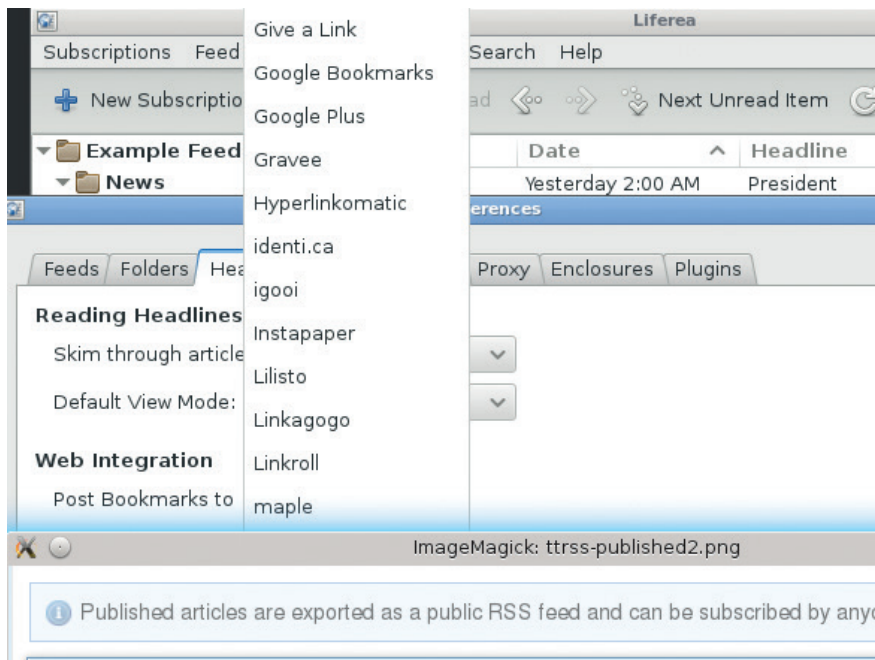 Liferea
Subscriptions Feed Search Help
New Subscriptio ad Next Unread Item
Example Feed Date Headline
News Yesterday 2:00 AM President
erences
Feeds Folders Hea Proxy Enclosures Plugins
Reading Headlines
Skim through article
Default View Mode:
Web Integration
Post Bookmarks to
Give a Link
Google Bookmarks
Google Plus
Gravee
Hyperlinkomatic
identi.ca
igooi
Instapaper
Lilisto
Linkagogo
Linkroll
maple
ImageMagick: ttrss-published2.png
Published articles are exported as a public RSS feed and can be subscribed by anyo